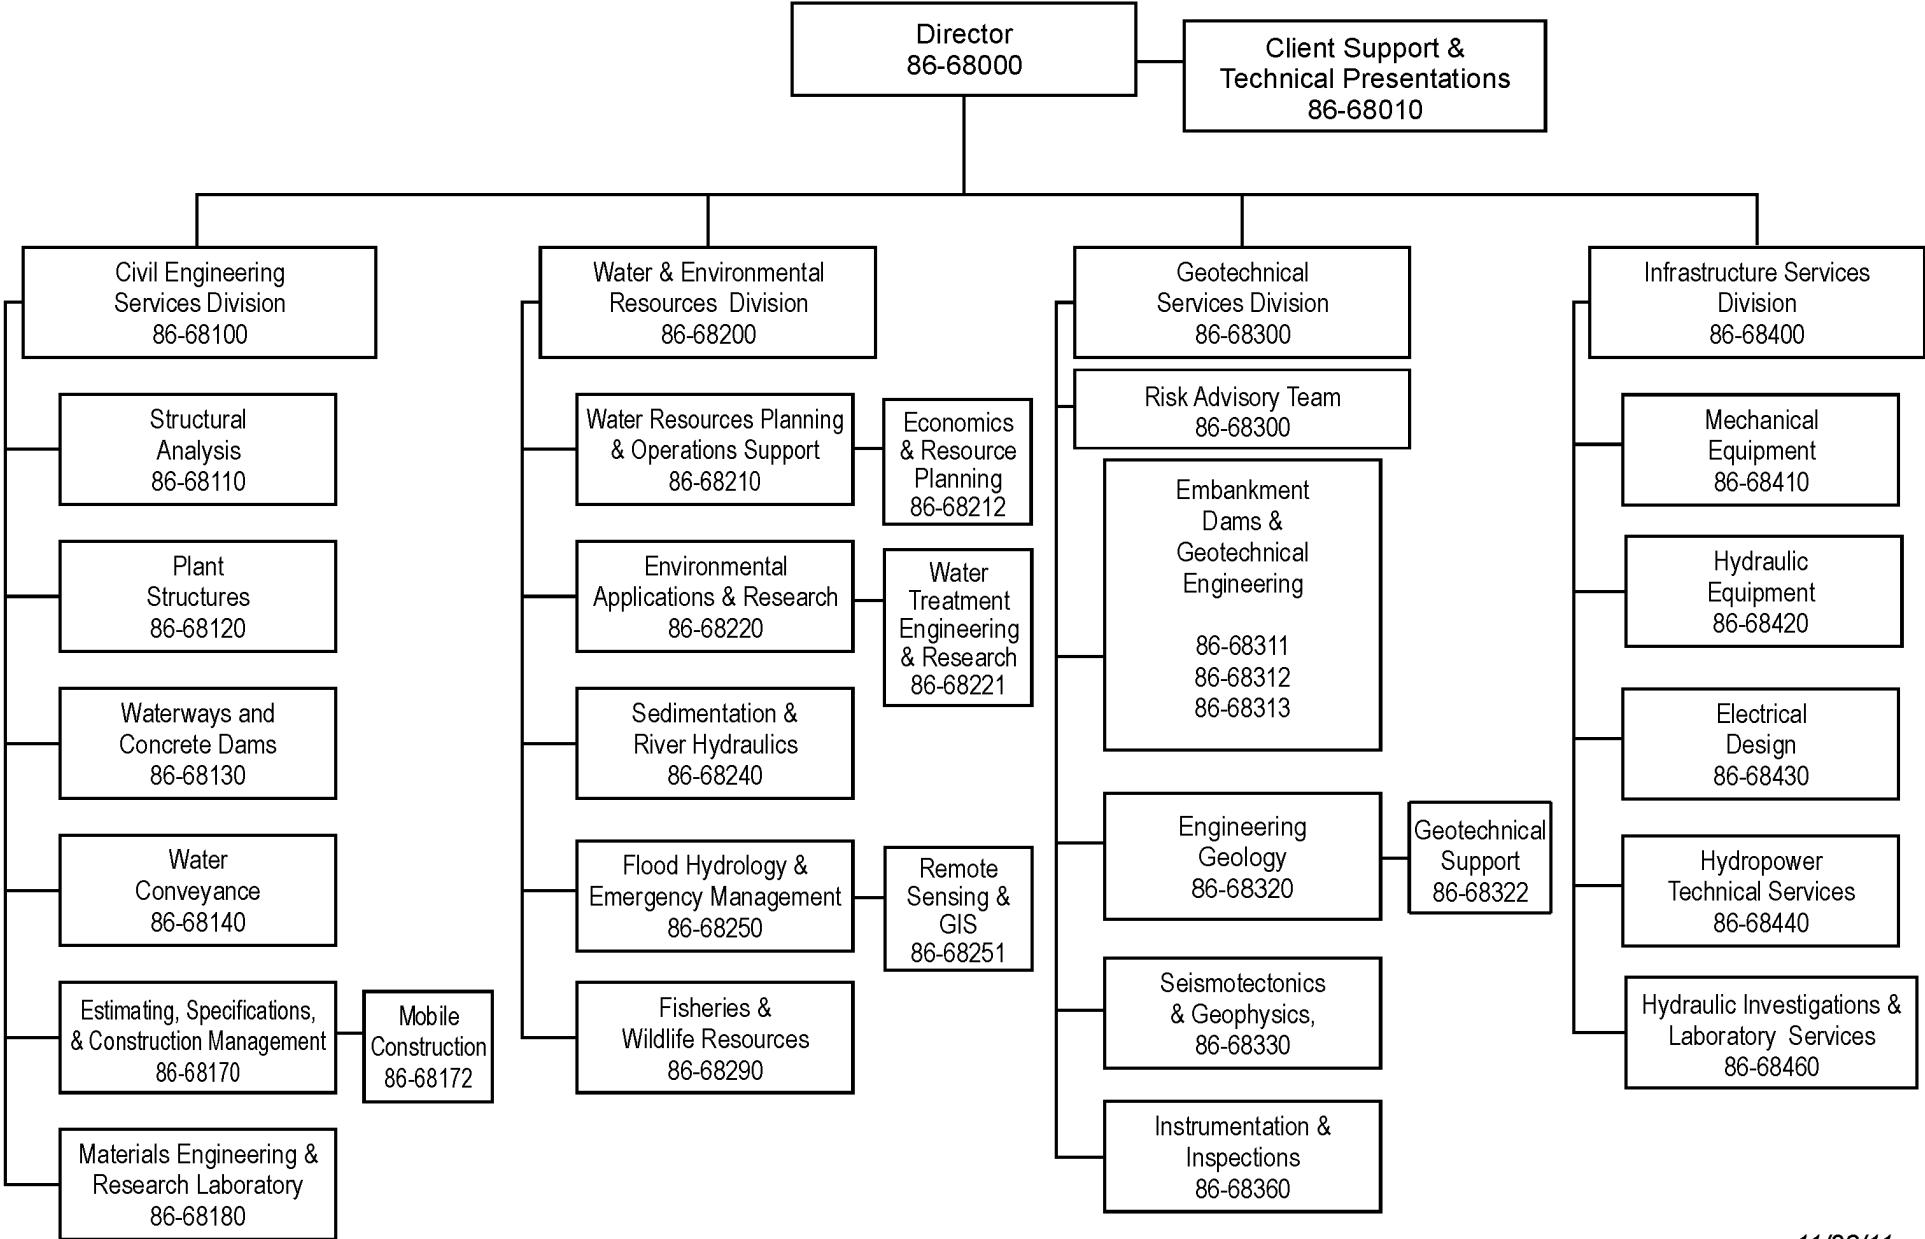 Director
86-68000
Client Support &
Technical Presentations
86-68010
Civil Engineering
Services Division
86-68100
Structural
Analysis
86-68110
Plant
Structures
86-68120
Waterways and
Concrete Dams
86-68130
Water
Conveyance
86-68140
Estimating, Specifications,
& Construction Management
86-68170
Mobile
Construction
86-68172
Materials Engineering &
Research Laboratory
86-68180
Water & Environmental
Resources Division
86-68200
Water Resources Planning
& Operations Support
86-68210
Economics
& Resource
Planning
86-68212
Environmental
Applications & Research
86-68220
Water
Treatment
Engineering
& Research
86-68221
Sedimentation &
River Hydraulics
86-68240
Flood Hydrology &
Emergency Management
86-68250
Remote
Sensing &
GIS
86-68251
Fisheries &
Wildlife Resources
86-68290
Geotechnical
Services Division
86-68300
Risk Advisory Team
86-68300
Embankment
Dams &
Geotechnical
Engineering
86-68311
86-68312
86-68313
Engineering
Geology
86-68320
Geotechnical
Support
86-68322
Seismotectonics
& Geophysics,
86-68330
Instrumentation &
Inspections
86-68360
Infrastructure Services
Division
86-68400
Mechanical
Equipment
86-68410
Hydraulic
Equipment
86-68420
Electrical
Design
86-68430
Hydropower
Technical Services
86-68440
Hydraulic Investigations &
Laboratory Services
86-68460